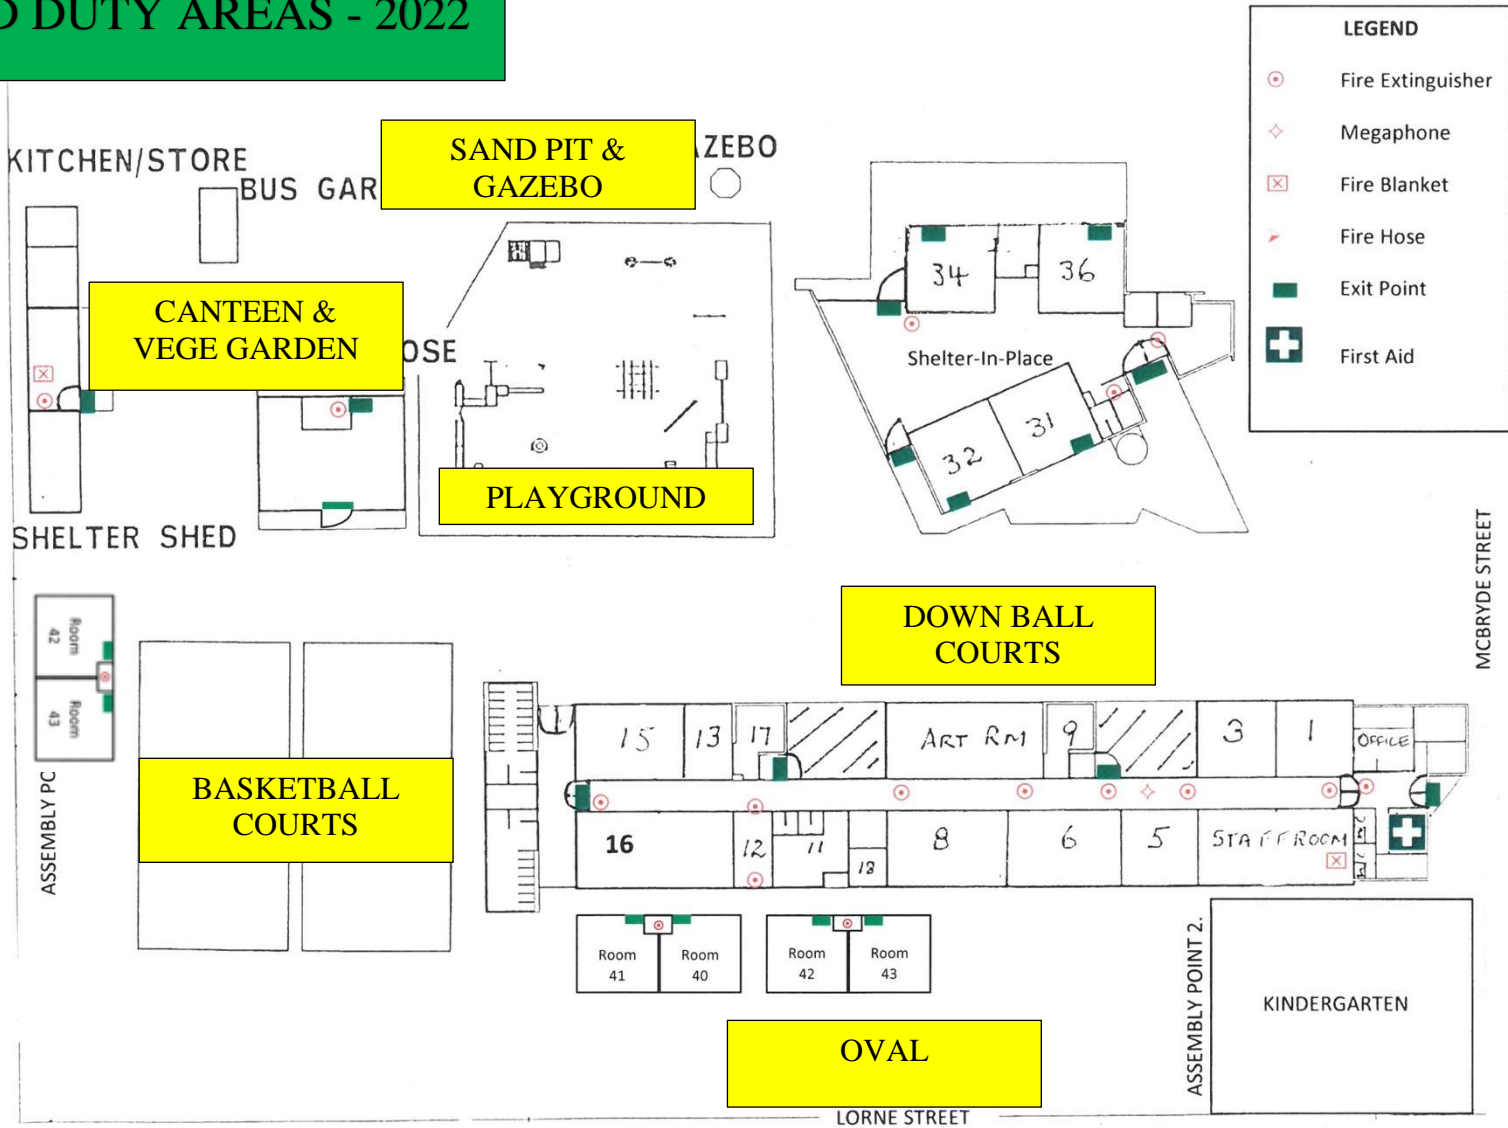 D DUTY AREAS - 2022
LEGEND
Fire Extinguisher
Megaphone
Fire Blanket
Fire Hose
Exit Point
First Aid
KITCHEN/STORE
BUS GAR
SAND PIT &
GAZEBO
AZEBO
CANTEEN &
VEGE GARDEN
OSE
PLAYGROUND
34
36
Shelter-In-Place
31
32
SHELTER SHED
MCBRYDE STREET
Room
42
Room
43
ASSEMBLY PC
BASKETBALL
COURTS
DOWN BALL
COURTS
15
13
17
ART RM
9
3
1
OFFICE
16
12
11
18
8
6
5
STAFF ROOM
Room
41
Room
40
Room
42
Room
43
ASSEMBLY POINT 2.
KINDERGARTEN
OVAL
LORNE STREET